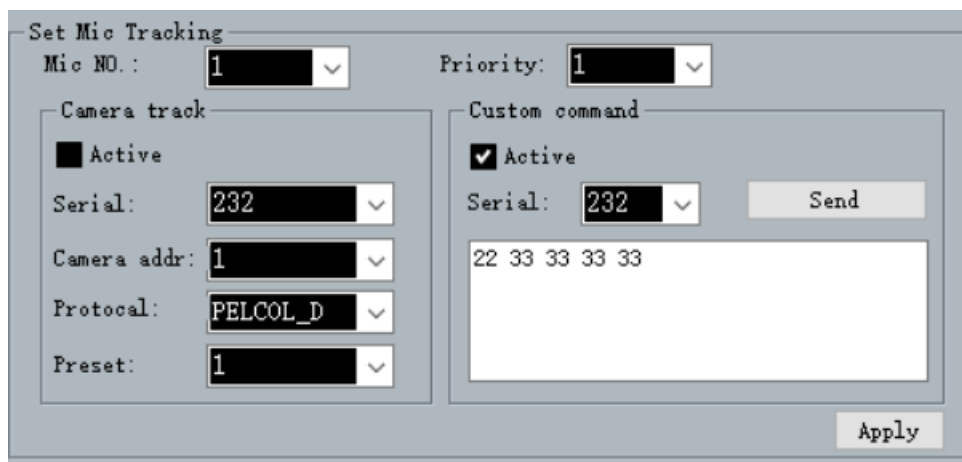 Set Mic Tracking
Mic NO.: 1 Priority: 1
Camera track
Active
Serial: 232
Camera addr: 1
Protocal: PELCOL_D
Preset: 1
Custom command
Active
Serial: 232 Send
22 33 33 33 33
Apply